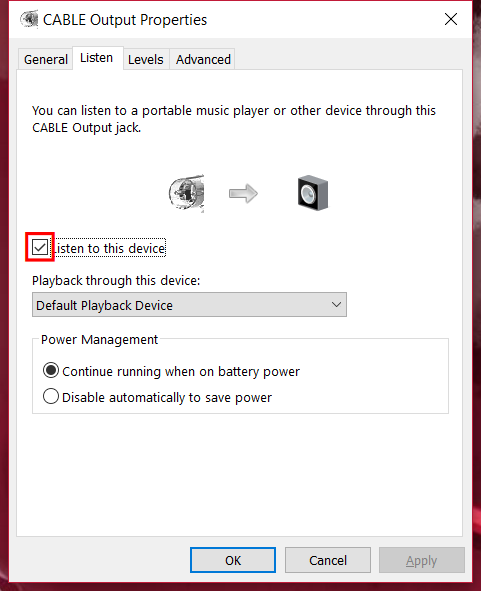 CABLE Output Properties
General Listen Levels Advanced
You can listen to a portable music player or other device through this
CABLE Output jack.
Listen to this device
Playback through this device:
Default Playback Device
Power Management
Continue running when on battery power
Disable automatically to save power
OK Cancel Apply